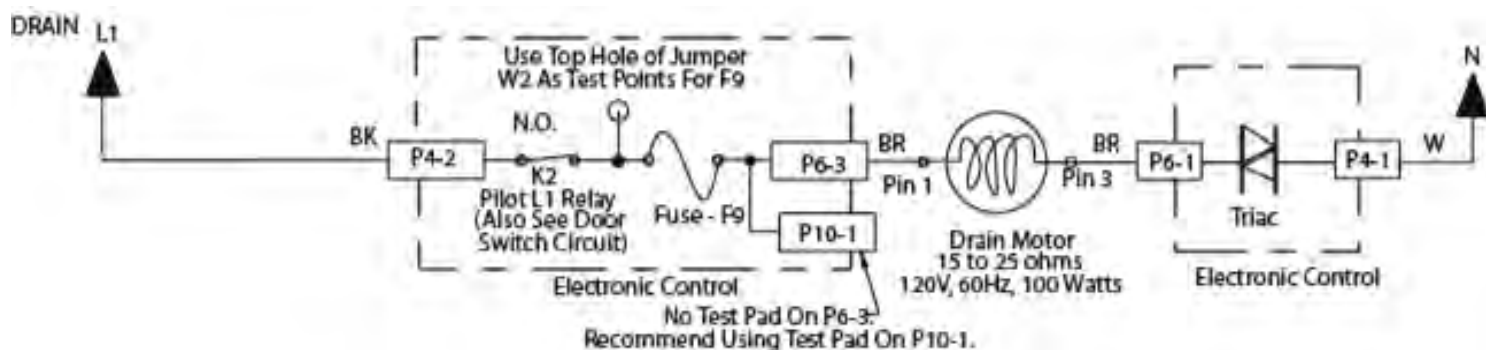 DRAIN L1
Use Top Hole of Jumper
W2 As Test Points For F9
N
N.O.
BK
P4-2
K2
Pilot L1 Relay
(Also See Door
Switch Circuit)
Fuse - F9
P6-3
P10-1
BR
Pin 1
Pin 3
BR
Drain Motor
15 to 25 ohms
120V, 60Hz, 100 Watts
P6-1
Triac
P4-1
W
Electronic Control
Electronic Control
No Test Pad On P6-3.
Recommend Using Test Pad On P10-1.